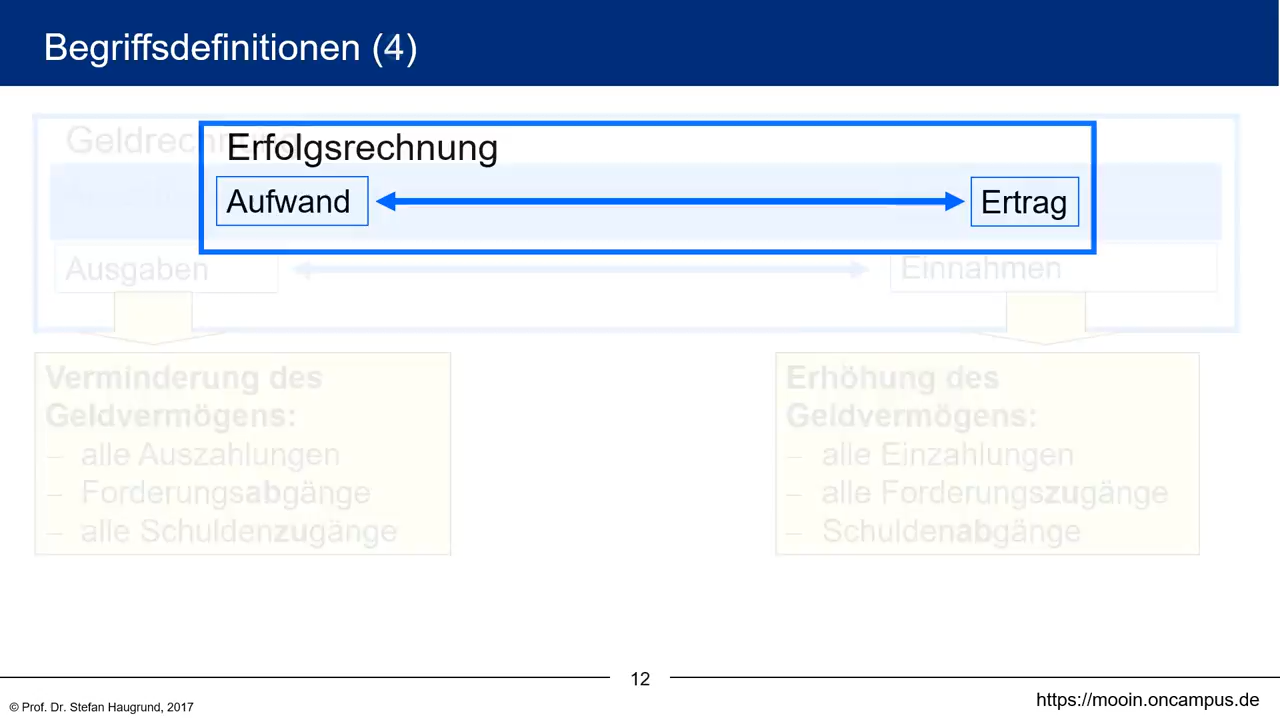 Begriffsdefinitionen (4)
Erfolgsrechnung
Aufwand
Ertrag
Ausgaben
Einnahmen
Verminderung des
Geldvermögens:
– alle Auszahlungen
– Forderungsabgänge
– alle Schuldenzugänge
Erhöhung des
Geldvermögens:
– alle Einzahlungen
– alle Forderungszugänge
– Schuldenabgänge
12
© Prof. Dr. Stefan Haugrund, 2017
https://mooin.oncampus.de